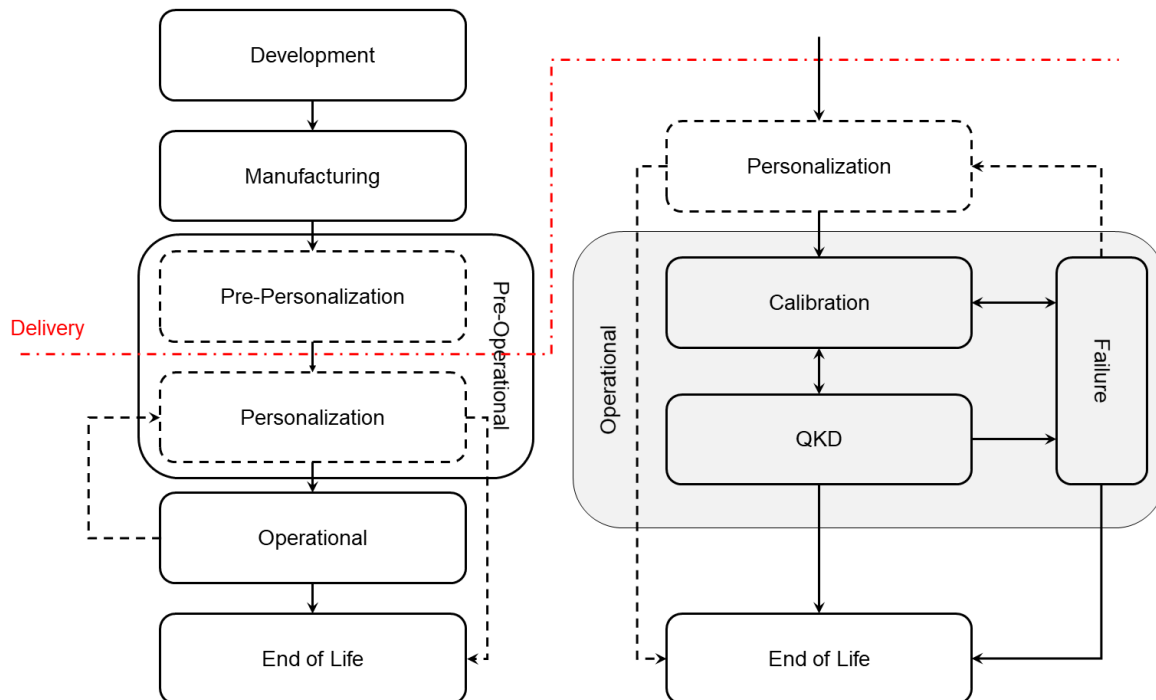 Development
Manufacturing
Pre-Personalization
Pre-Operational
Delivery
Personalization
Operational
End of Life
Personalization
Operational
Calibration
Failure
QKD
End of Life